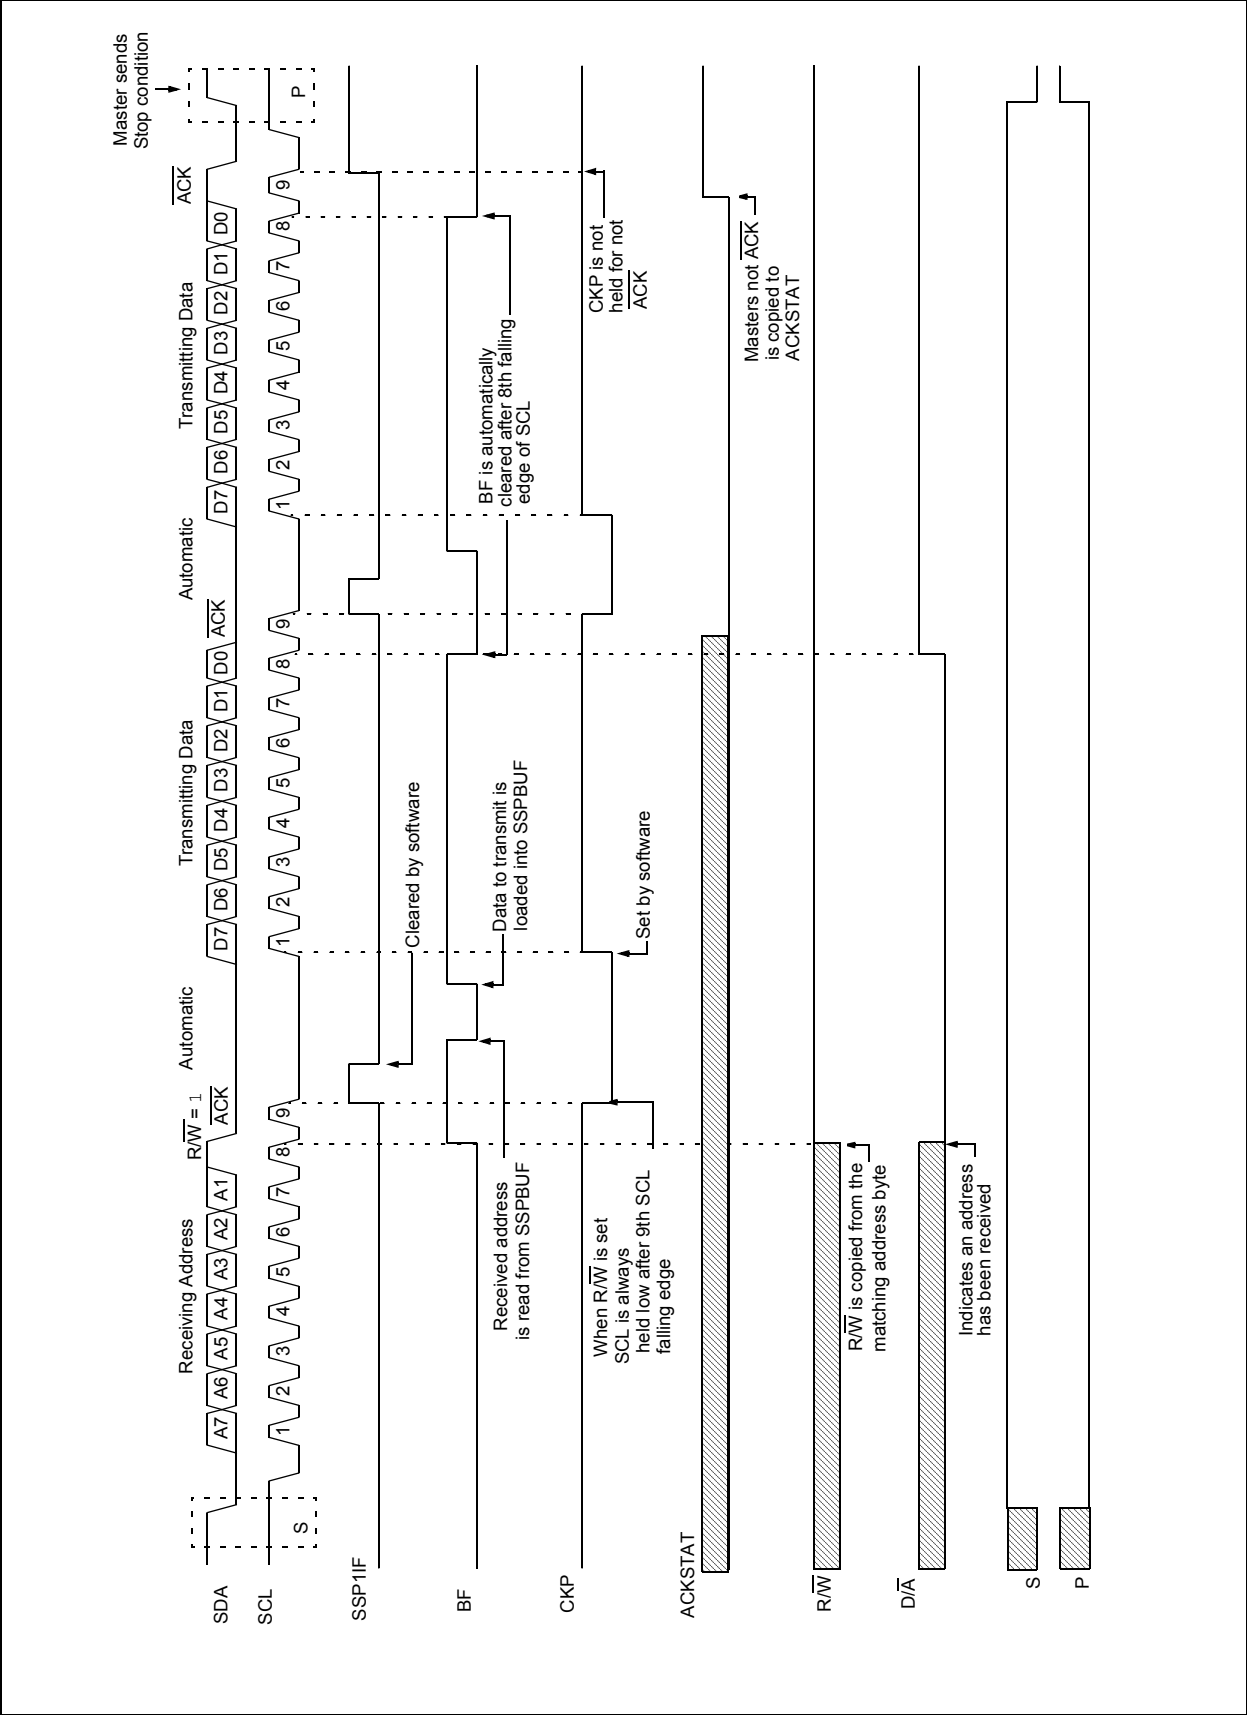 Master sends
Stop condition
Receiving Address
R/W = 1
Automatic
Transmitting Data
Automatic
Transmitting Data
ACK
ACK
ACK
SDA
A7 A6 A5 A4 A3 A2 A1
D7 D6 D5 D4 D3 D2 D1 D0
D7 D6 D5 D4 D3 D2 D1 D0
SCL
S
1 2 3 4 5 6 7 8 9
1 2 3 4 5 6 7 8 9
1 2 3 4 5 6 7 8 9
P
SSP1IF
Cleared by software
BF
Received address
is read from SSPBUF
Data to transmit is
loaded into SSPBUF
BF is automatically
cleared after 8th falling
edge of SCL
CKP
When R/W is set
SCL is always
held low after 9th SCL
falling edge
Set by software
CKP is not
held for not
ACK
ACKSTAT
Masters not ACK
is copied to
ACKSTAT
R/W
R/W is copied from the
matching address byte
D/A
Indicates an address
has been received
S
P